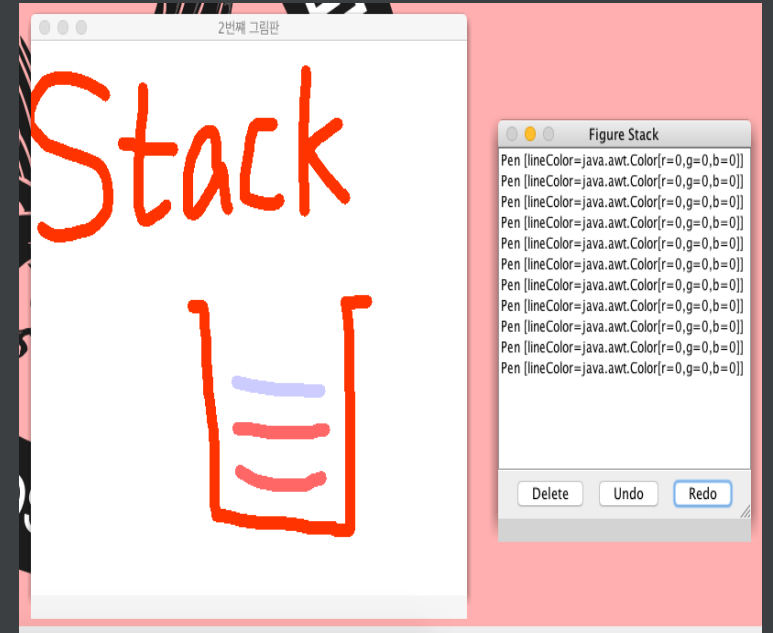 2번째 그림판
Stack
Figure Stack
Pen [lineColor=java.awt.Color[r=0,g=0,b=0]]
Pen [lineColor=java.awt.Color[r=0,g=0,b=0]]
Pen [lineColor=java.awt.Color[r=0,g=0,b=0]]
Pen [lineColor=java.awt.Color[r=0,g=0,b=0]]
Pen [lineColor=java.awt.Color[r=0,g=0,b=0]]
Pen [lineColor=java.awt.Color[r=0,g=0,b=0]]
Pen [lineColor=java.awt.Color[r=0,g=0,b=0]]
Pen [lineColor=java.awt.Color[r=0,g=0,b=0]]
Pen [lineColor=java.awt.Color[r=0,g=0,b=0]]
Pen [lineColor=java.awt.Color[r=0,g=0,b=0]]
Pen [lineColor=java.awt.Color[r=0,g=0,b=0]]
Delete Undo Redo